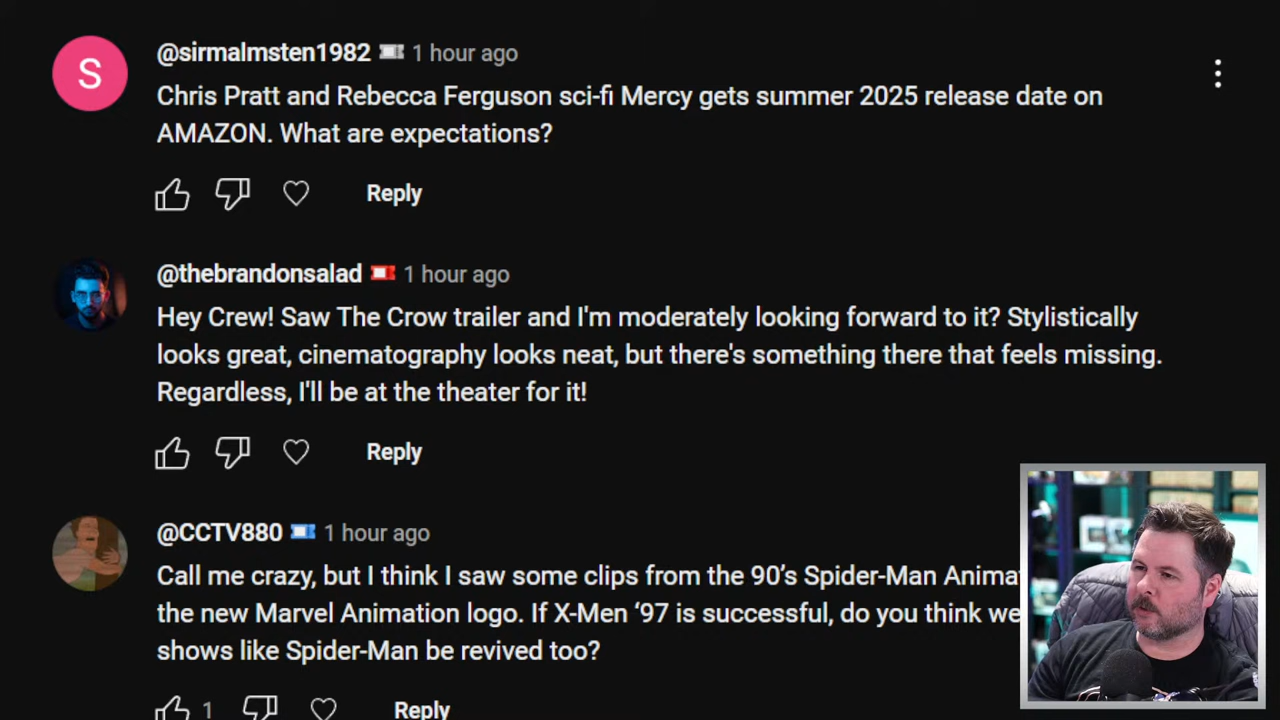 S
@sirmalmsten1982 1 hour ago
Chris Pratt and Rebecca Ferguson sci-fi Mercy gets summer 2025 release date on
AMAZON. What are expectations?
Reply
@thebrandonsalad 1 hour ago
Hey Crew! Saw The Crow trailer and I'm moderately looking forward to it? Stylistically
looks great, cinematography looks neat, but there's something there that feels missing.
Regardless, I'll be at the theater for it!
Reply
@CCTV880 1 hour ago
Call me crazy, but I think I saw some clips from the 90’s Spider-Man Anima
the new Marvel Animation logo. If X-Men ‘97 is successful, do you think we
shows like Spider-Man be revived too?
1 Reply